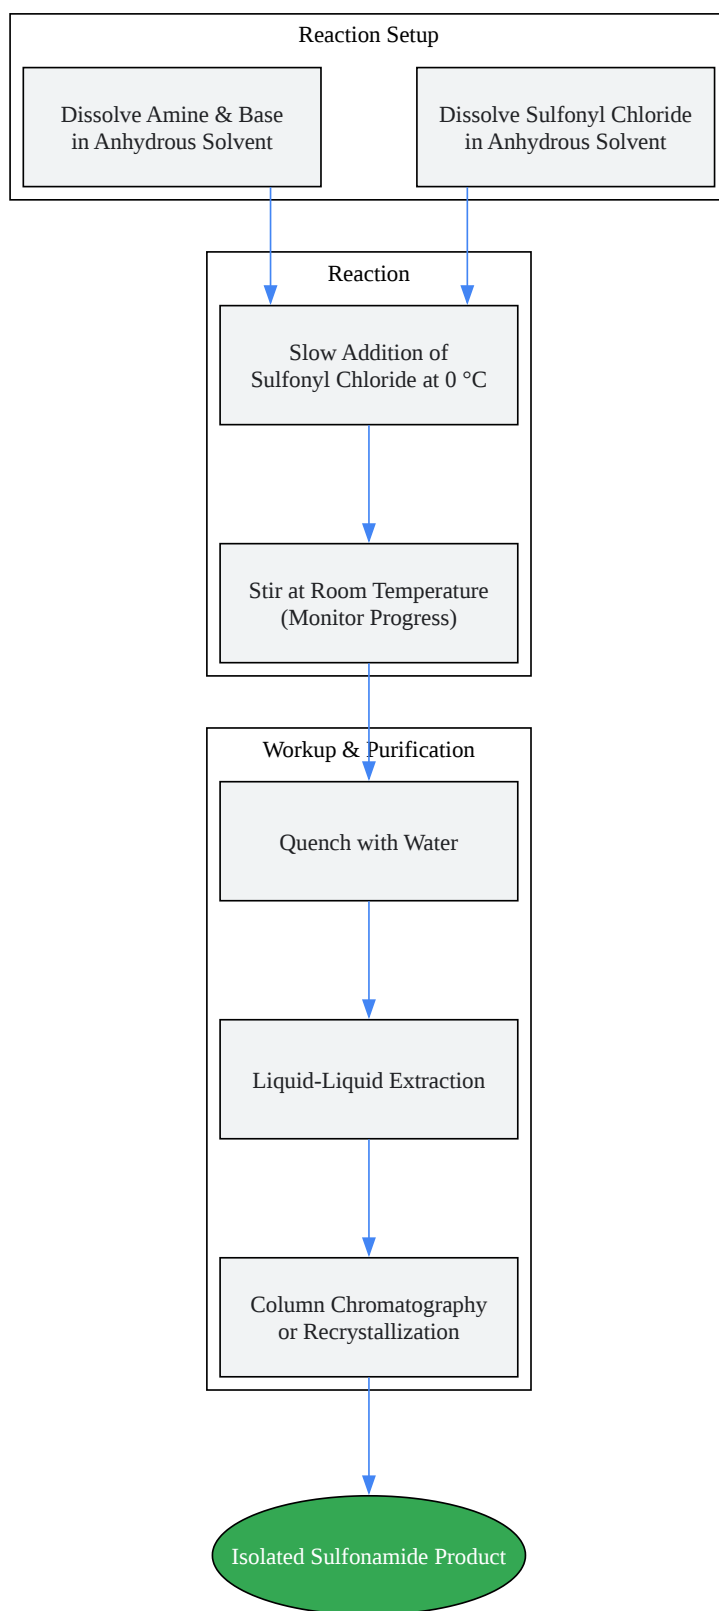 Reaction Setup
Dissolve Amine & Base
in Anhydrous Solvent
Dissolve Sulfonyl Chloride
in Anhydrous Solvent
Reaction
Slow Addition of
Sulfonyl Chloride at 0 °C
Stir at Room Temperature
(Monitor Progress)
Workup & Purification
Quench with Water
Liquid-Liquid Extraction
Column Chromatography
or Recrystallization
Isolated Sulfonamide Product